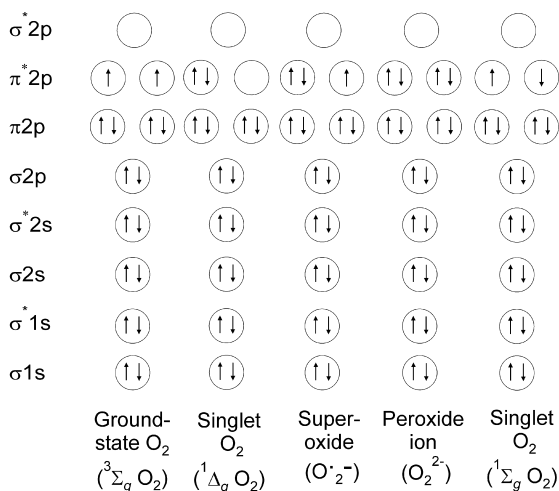 σ*2p
π*2p
π2p
σ2p
σ*2s
σ2s
σ*1s
σ1s
Ground-
state O₂
(³Σg O₂)
Singlet
O₂
(¹Δg O₂)
Super-
oxide
(O•₂⁻)
Peroxide
ion
(O₂²⁻)
Singlet
O₂
(¹Σg O₂)